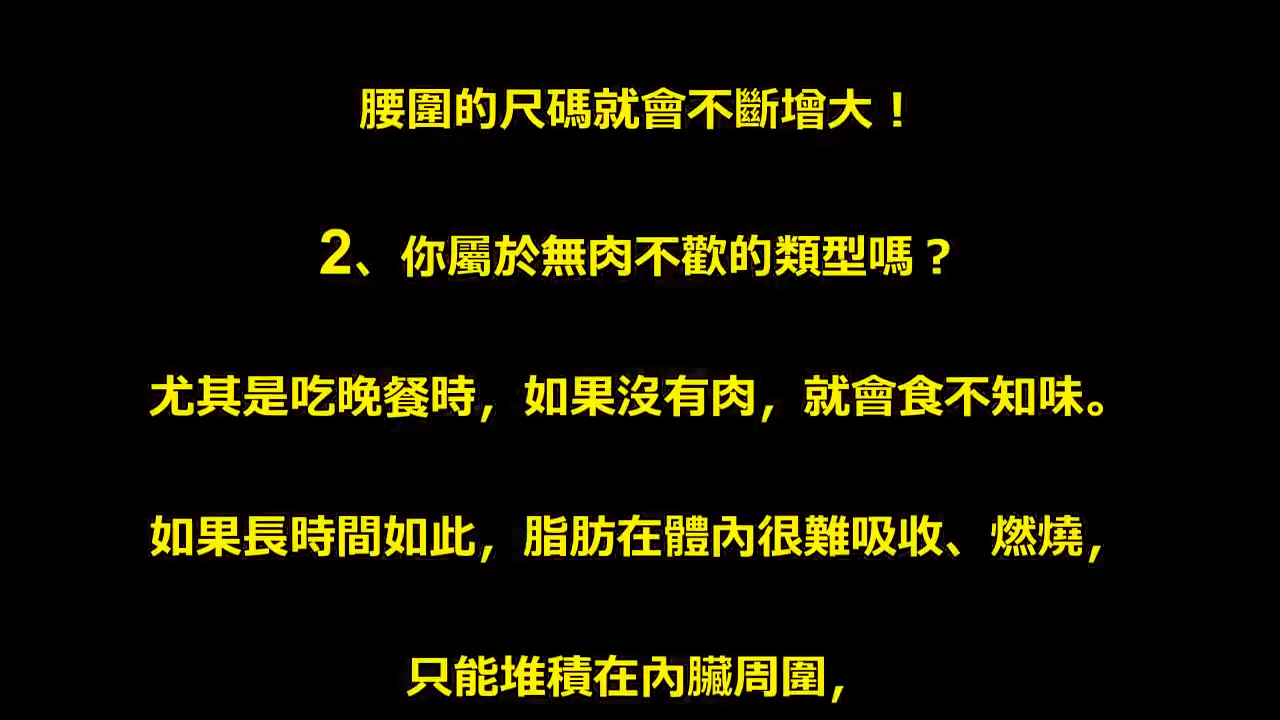 腰圍的尺碼就會不斷增大！
2、你屬於無肉不歡的類型嗎？
尤其是吃晚餐時，如果沒有肉，就會食不知味。
如果長時間如此，脂肪在體內很難吸收、燃燒，
只能堆積在內臟周圍，